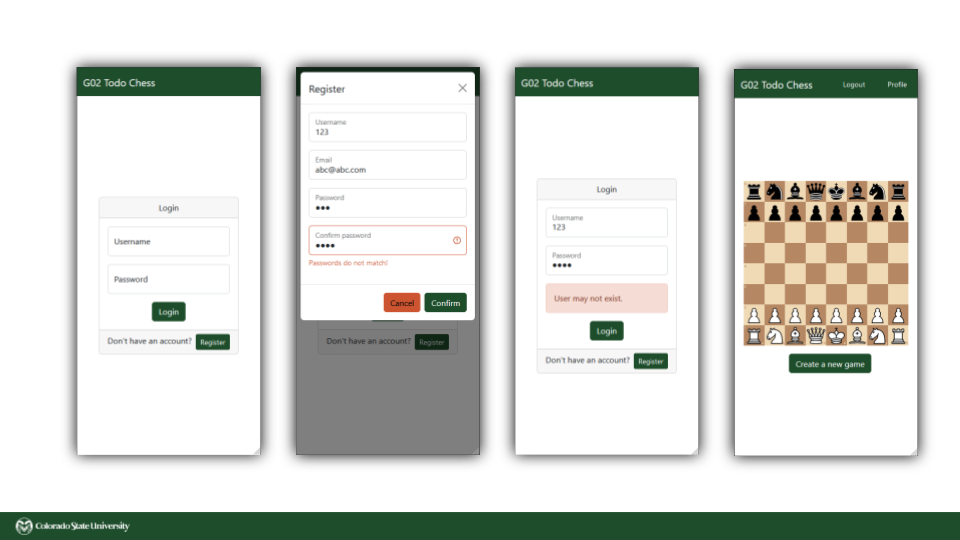 G02 Todo Chess
Login
Username
Password
Login
Don't have an account? Register
Register
Username
123
Email
abc@abc.com
Password
•••
Confirm password
••••
Passwords do not match!
Cancel Confirm
Don't have an account? Register
G02 Todo Chess
Login
Username
123
Password
••••
User may not exist.
Login
Don't have an account? Register
G02 Todo Chess Logout Profile
Create a new game
Colorado State University